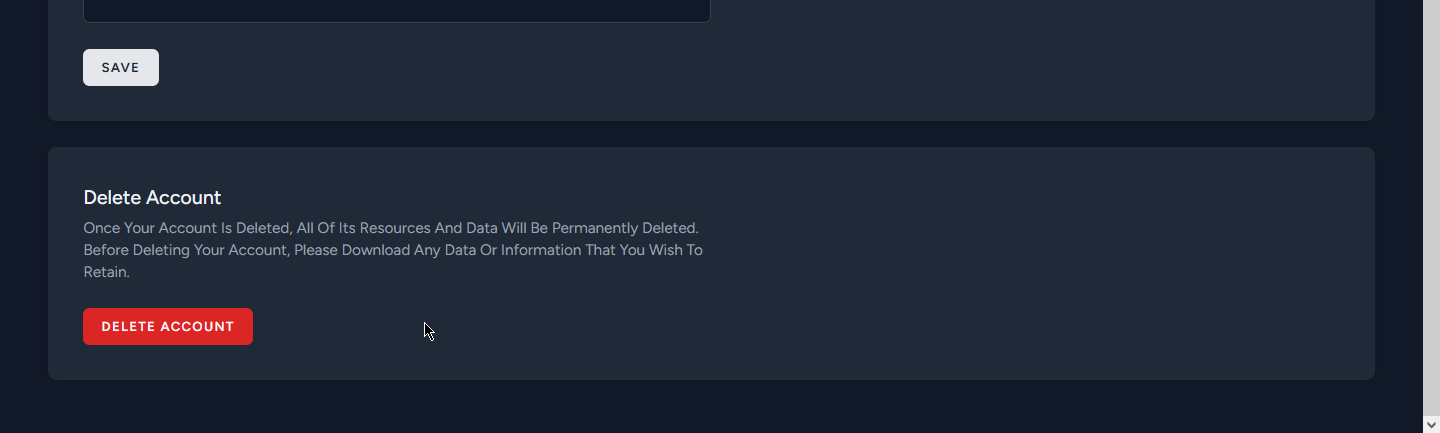 SAVE
Delete Account
Once Your Account Is Deleted, All Of Its Resources And Data Will Be Permanently Deleted.
Before Deleting Your Account, Please Download Any Data Or Information That You Wish To
Retain.
DELETE ACCOUNT